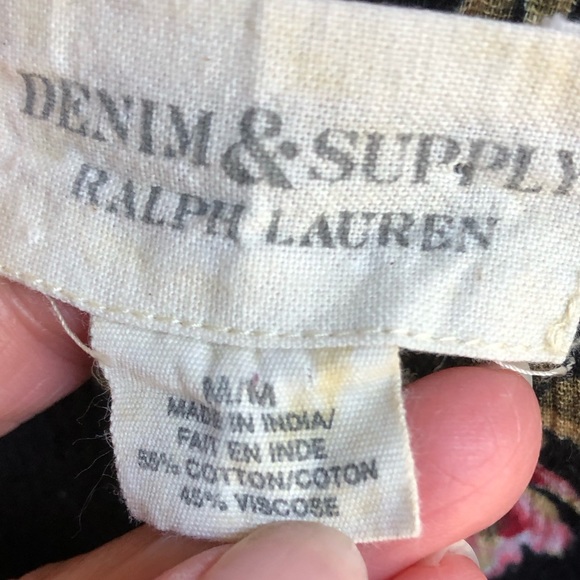 DENIM & SUPPLY
RALPH LAUREN
M/M
MADE IN INDIA/
FAIT EN INDE
55% COTTON/COTON
45% VISCOSE